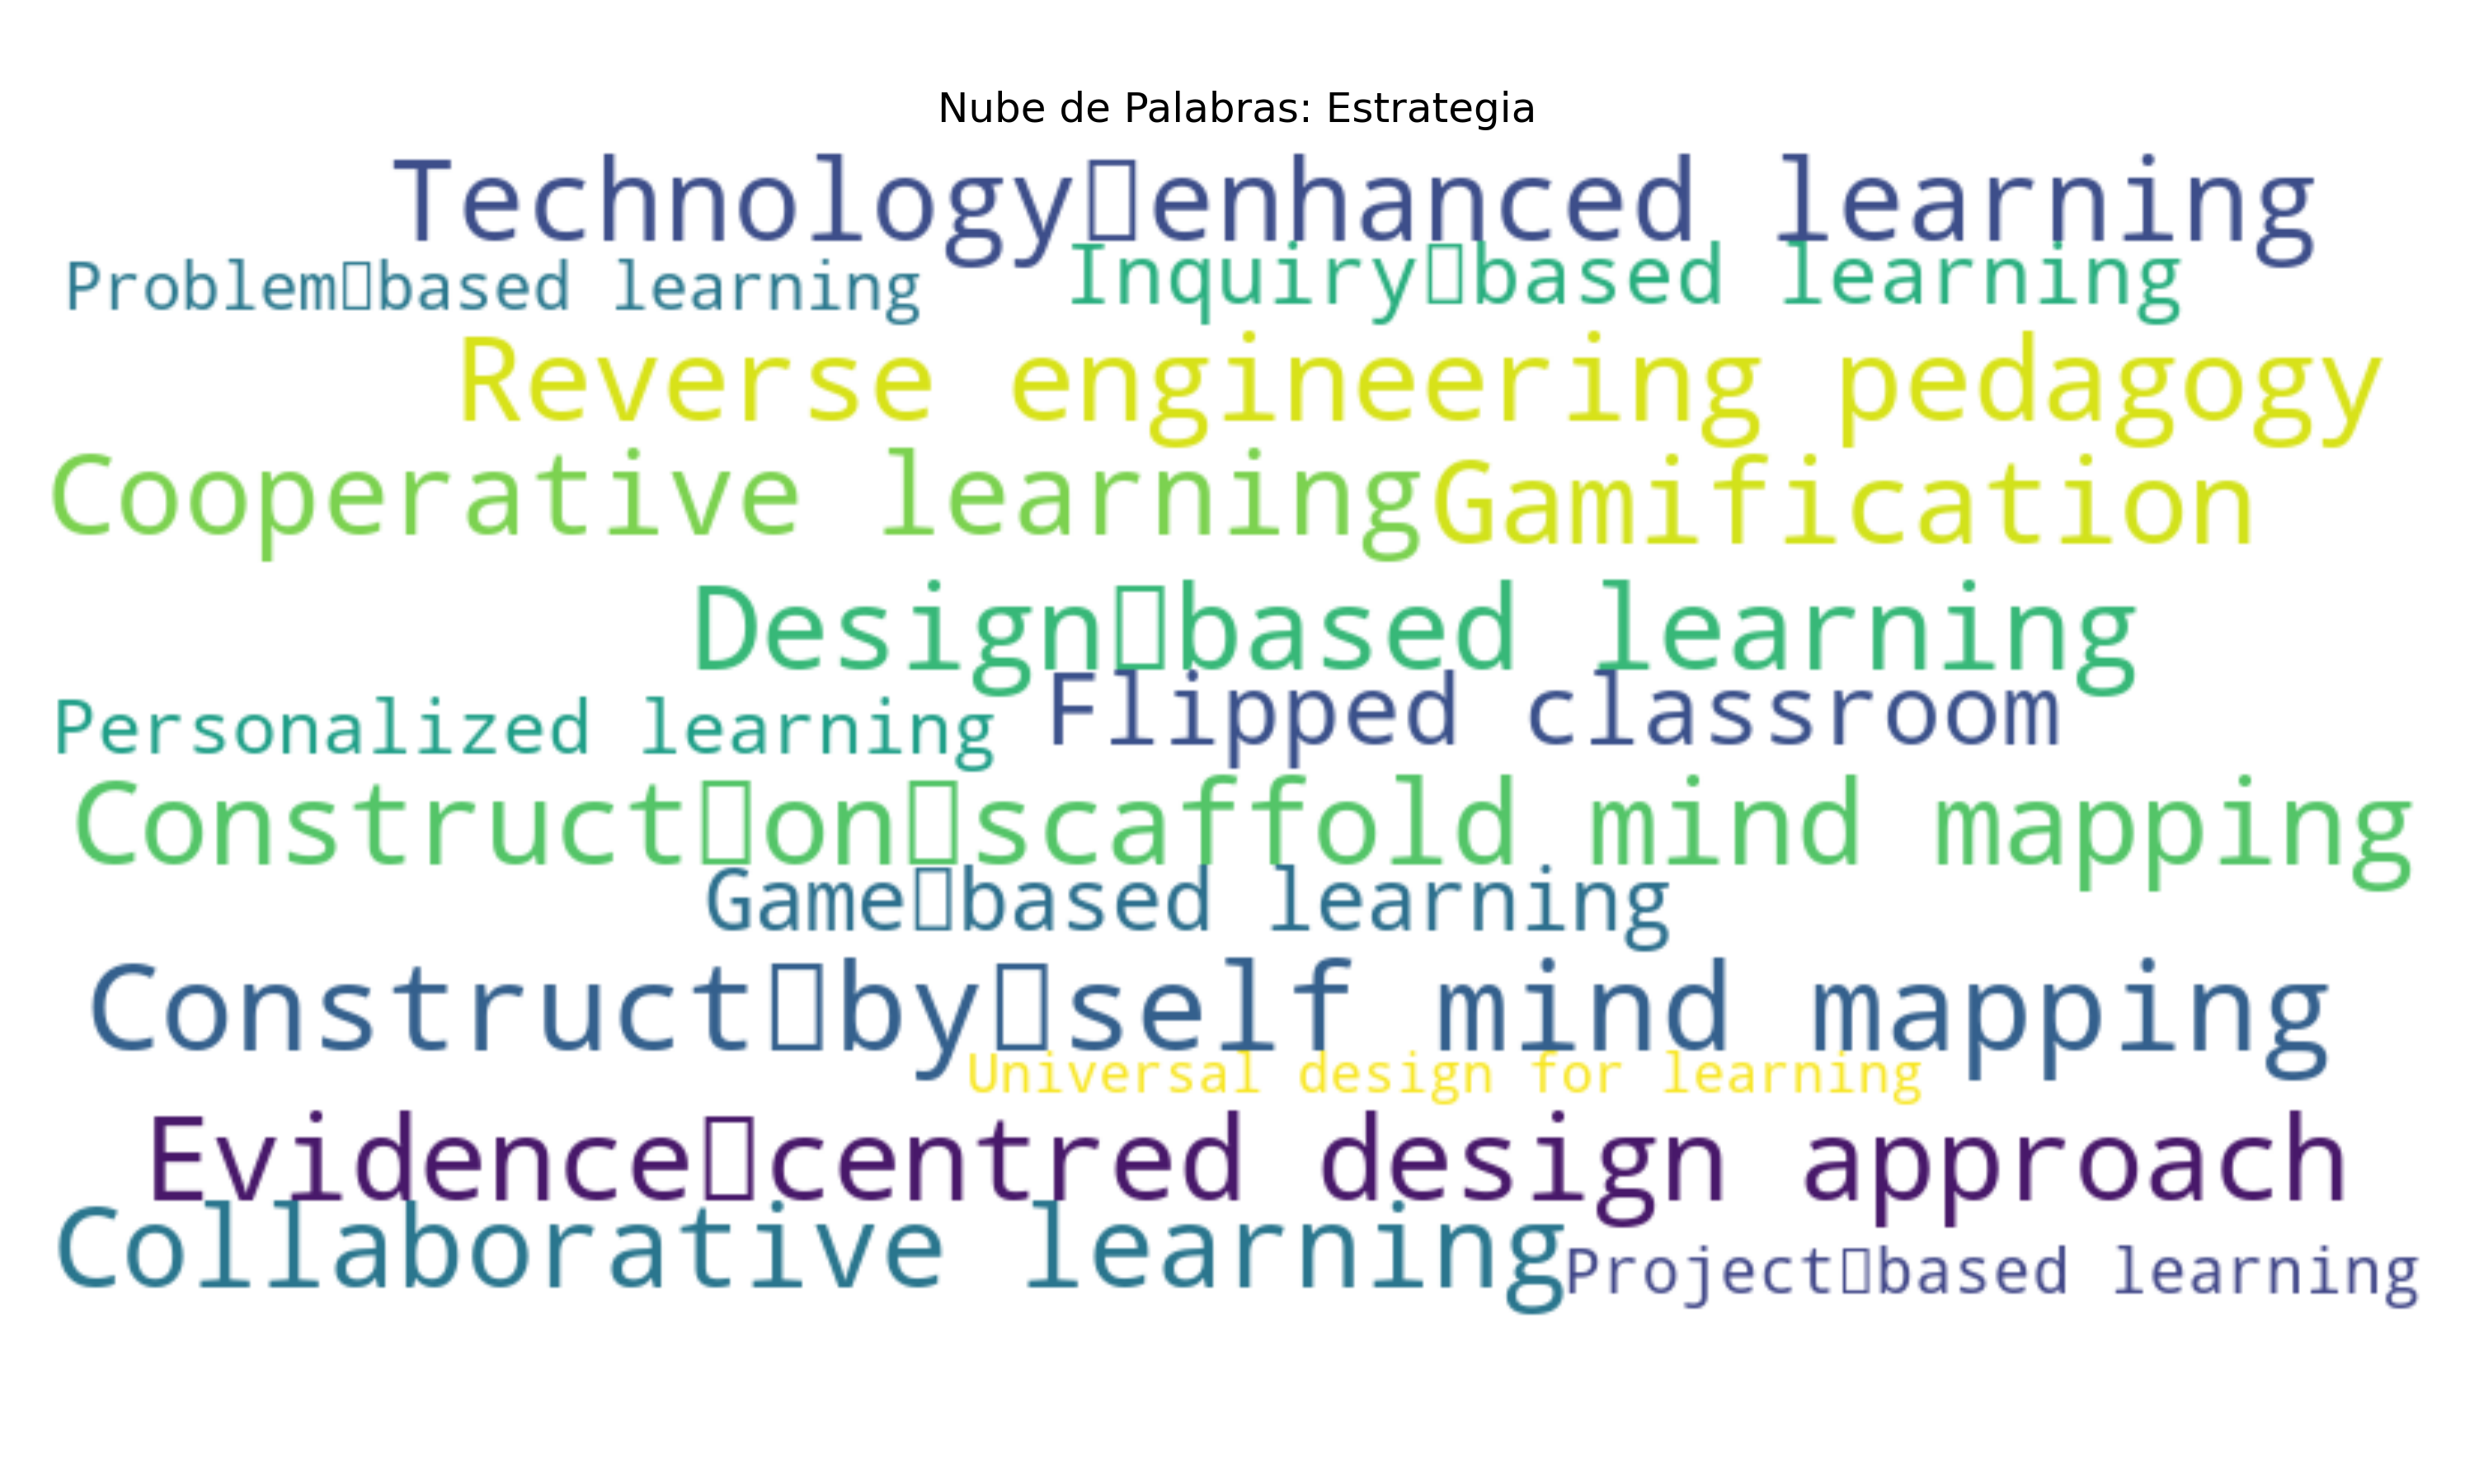 Nube de Palabras: Estrategia
Technology▯enhanced learning
Problem▯based learning
Inquiry▯based learning
Reverse engineering pedagogy
Cooperative learning
Gamification
Design▯based learning
Personalized learning
Flipped classroom
Construct▯on▯scaffold mind mapping
Game▯based learning
Construct▯by▯self mind mapping
Universal design for learning
Evidence▯centred design approach
Collaborative learning
Project▯based learning